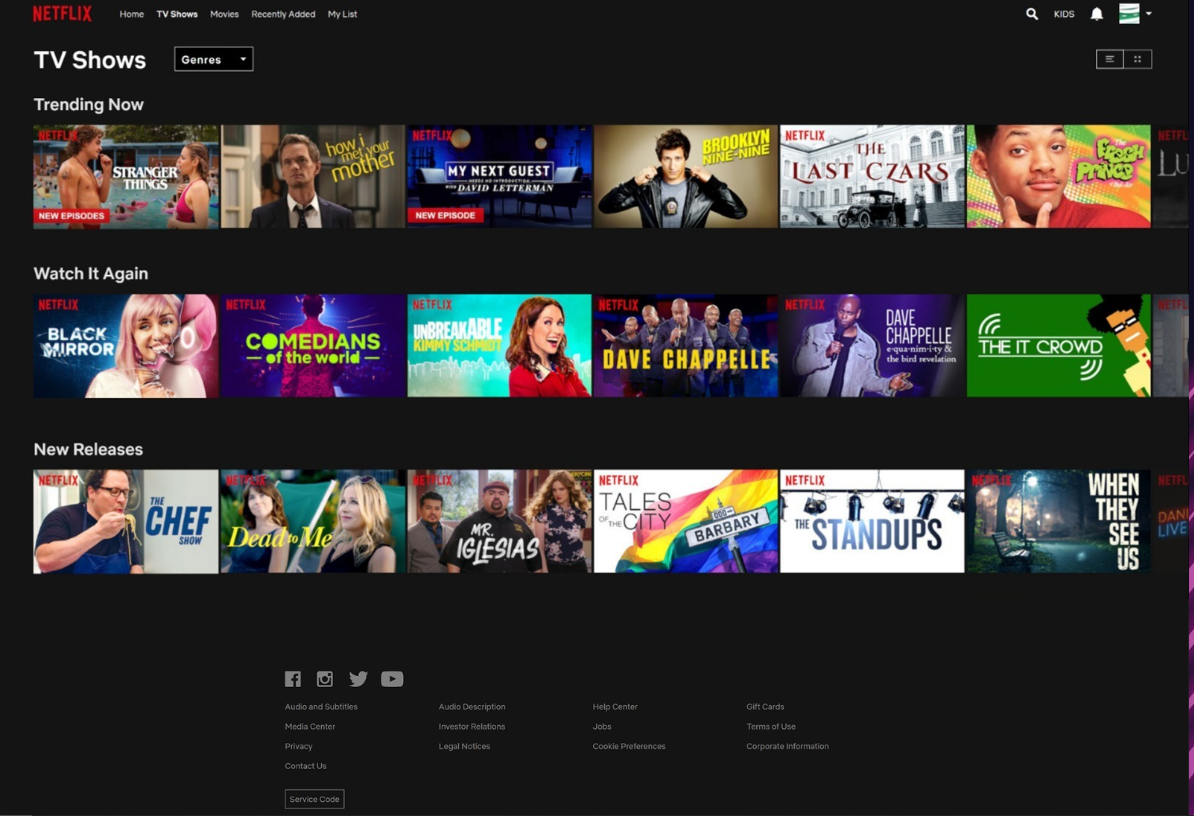 NETFLIX Home TV Shows Movies Recently Added My List KIDS
TV Shows Genres
Trending Now
NETFLIX
STRANGER
THINGS
NEW EPISODES
how i
met your
mother
NETFLIX
MY NEXT GUEST
NEEDS NO INTRODUCTION
WITH DAVID LETTERMAN
NEW EPISODE
BROOKLYN
NINE-NINE
NETFLIX
THE
LAST CZARS
The
FRESH
PRINCE
NETFL
LU
Watch It Again
NETFLIX
BLACK
MIRROR
NETFLIX
COMEDIANS
of the world
NETFLIX
UNBREAKABLE
KIMMY SCHMIDT
NETFLIX
DAVE CHAPPELLE
NETFLIX
DAVE
CHAPPELLE
e·qua·nim·i·ty &
the bird revelation
THE IT CROWD
NETFL
New Releases
NETFLIX
THE
CHEF
SHOW
NETFLIX
Dead to Me
NETFLIX
MR.
IGLESIAS
NETFLIX
TALES
OF THE CITY
BARBARY
NETFLIX
THE STANDUPS
NETFLIX
WHEN
THEY
SEE
US
NETFL
DANI
LIVE
Audio and Subtitles Audio Description Help Center Gift Cards
Media Center Investor Relations Jobs Terms of Use
Privacy Legal Notices Cookie Preferences Corporate Information
Contact Us
Service Code